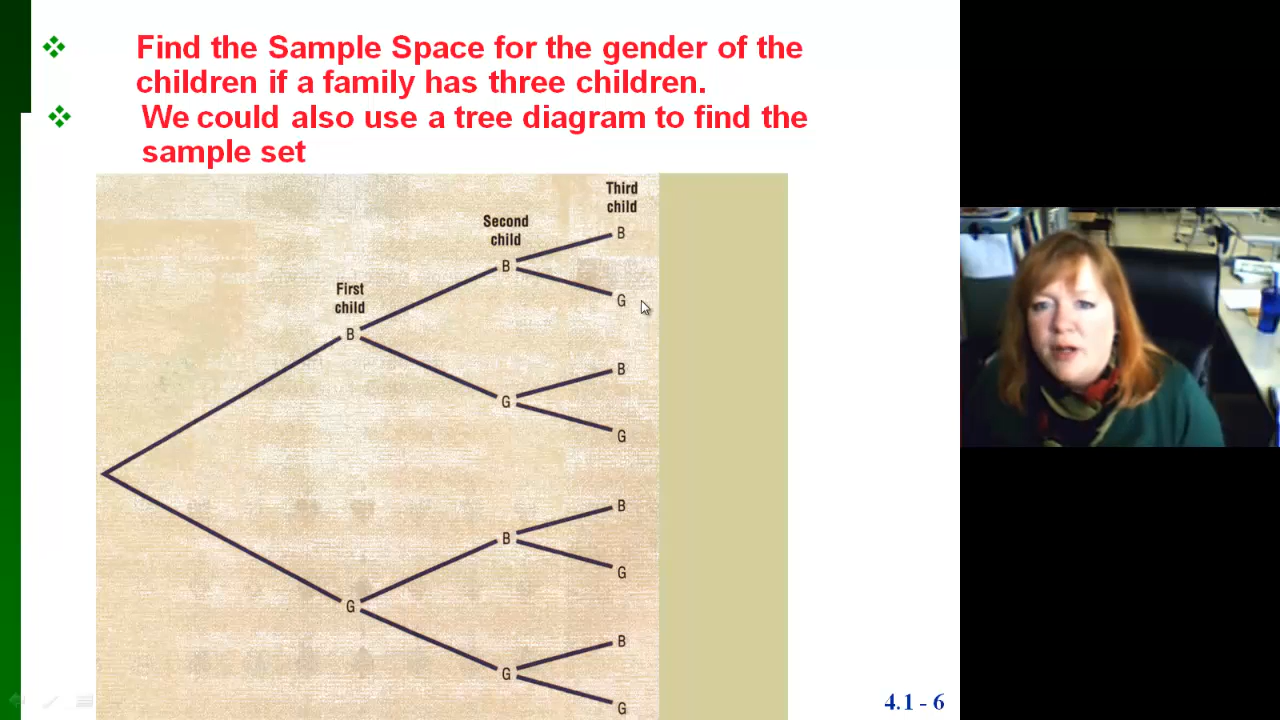 Find the Sample Space for the gender of the
children if a family has three children.
We could also use a tree diagram to find the
sample set
Third
child
Second
child
B
B
First
child
G
B
B
G
G
B
B
G
G
B
G
G
4.1 - 6